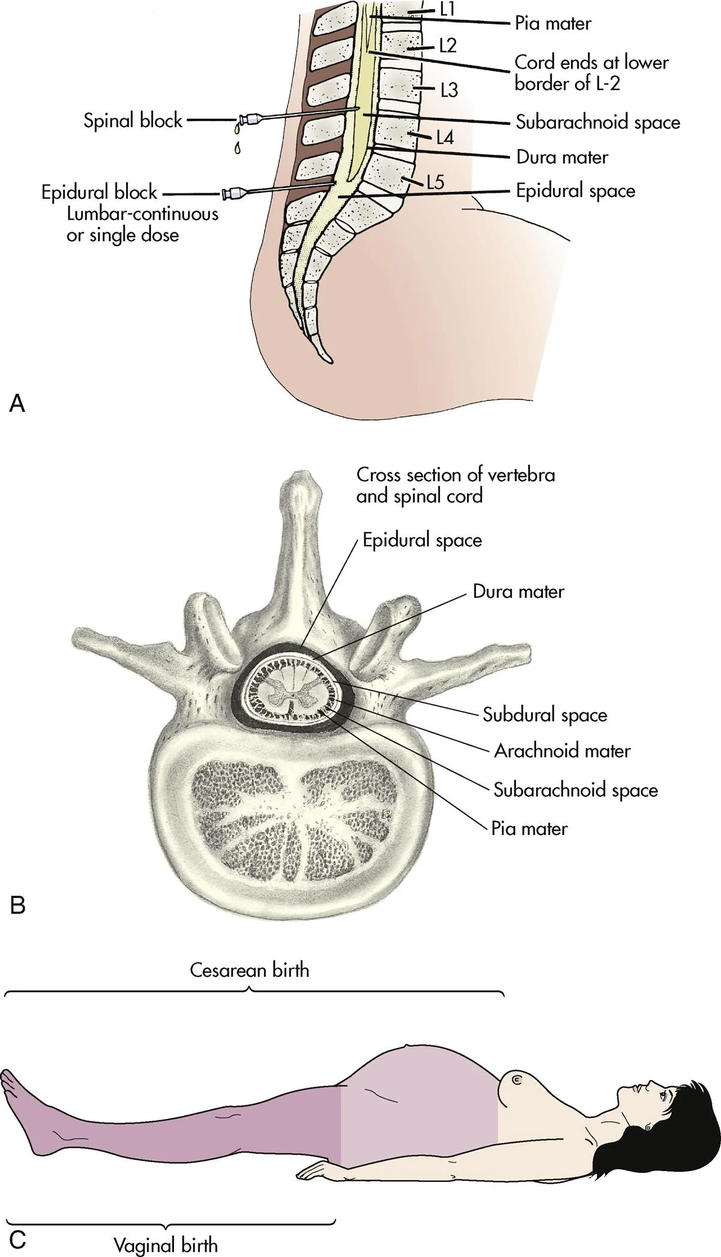 L1
Pia mater
L2
Cord ends at lower
border of L-2
L3
Spinal block
Subarachnoid space
L4
Dura mater
L5
Epidural block
Lumbar-continuous
or single dose
Epidural space
A
Cross section of vertebra
and spinal cord
Epidural space
Dura mater
Subdural space
Arachnoid mater
Subarachnoid space
Pia mater
B
Cesarean birth
C
Vaginal birth